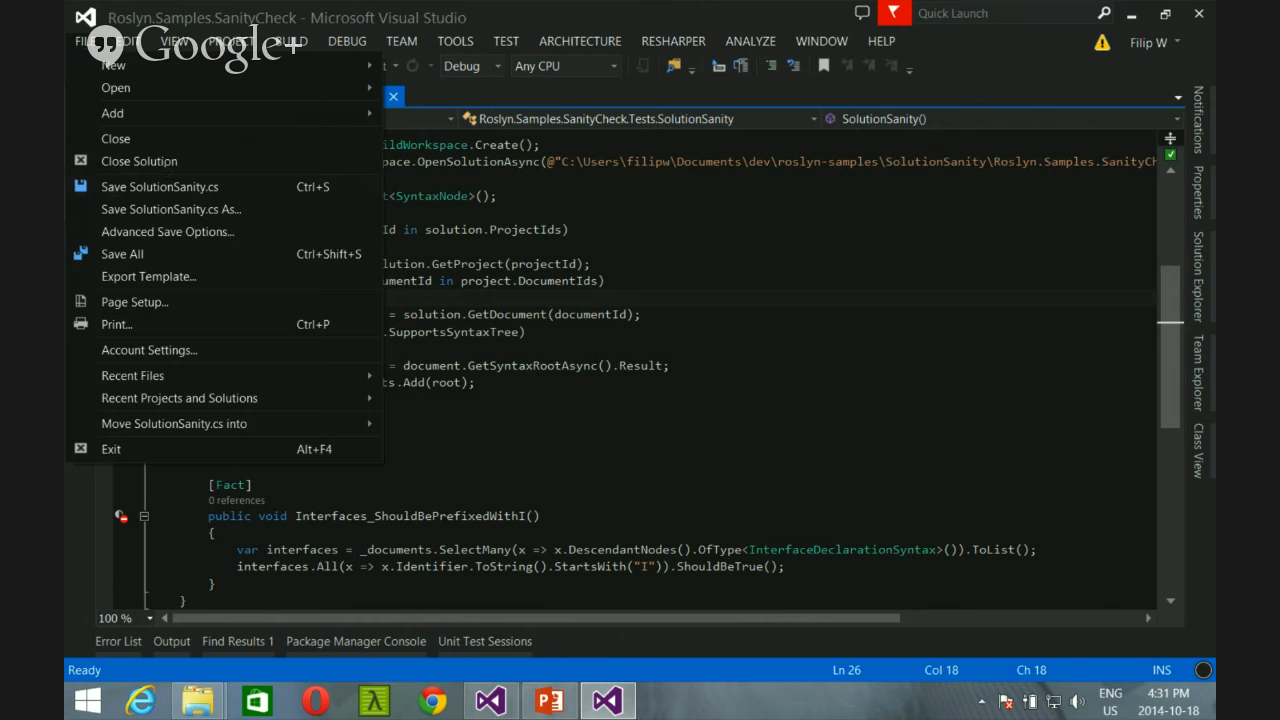 Roslyn.Samples.SanityCheck - Microsoft Visual Studio
Quick Launch
Google+
FILE EDIT VIEW PROJECT BUILD DEBUG TEAM TOOLS TEST ARCHITECTURE RESHARPER ANALYZE WINDOW HELP
Filip W
New
Debug
Any CPU
Open
Add
Close
Close Solution
Save SolutionSanity.cs Ctrl+S
Save SolutionSanity.cs As...
Advanced Save Options...
Save All Ctrl+Shift+S
Export Template...
Page Setup...
Print... Ctrl+P
Account Settings...
Recent Files
Recent Projects and Solutions
Move SolutionSanity.cs into
Exit Alt+F4
Roslyn.Samples.SanityCheck.Tests.SolutionSanity
SolutionSanity()
ildWorkspace.Create();
pace.OpenSolutionAsync(@"C:\Users\filipw\Documents\dev\roslyn-samples\SolutionSanity\Roslyn.Samples.SanityCh
t<SyntaxNode>();
Id in solution.ProjectIds)
lution.GetProject(projectId);
umentId in project.DocumentIds)
= solution.GetDocument(documentId);
.SupportsSyntaxTree)
= document.GetSyntaxRootAsync().Result;
ts.Add(root);
[Fact]
0 references
public void Interfaces_ShouldBePrefixedWithI()
{
var interfaces = _documents.SelectMany(x => x.DescendantNodes().OfType<InterfaceDeclarationSyntax>()).ToList();
interfaces.All(x => x.Identifier.ToString().StartsWith("I")).ShouldBeTrue();
}
}
100 %
Notifications
Properties
Solution Explorer
Team Explorer
Class View
Error List Output Find Results 1 Package Manager Console Unit Test Sessions
Ready Ln 26 Col 18 Ch 18 INS
ENG
US
4:31 PM
2014-10-18